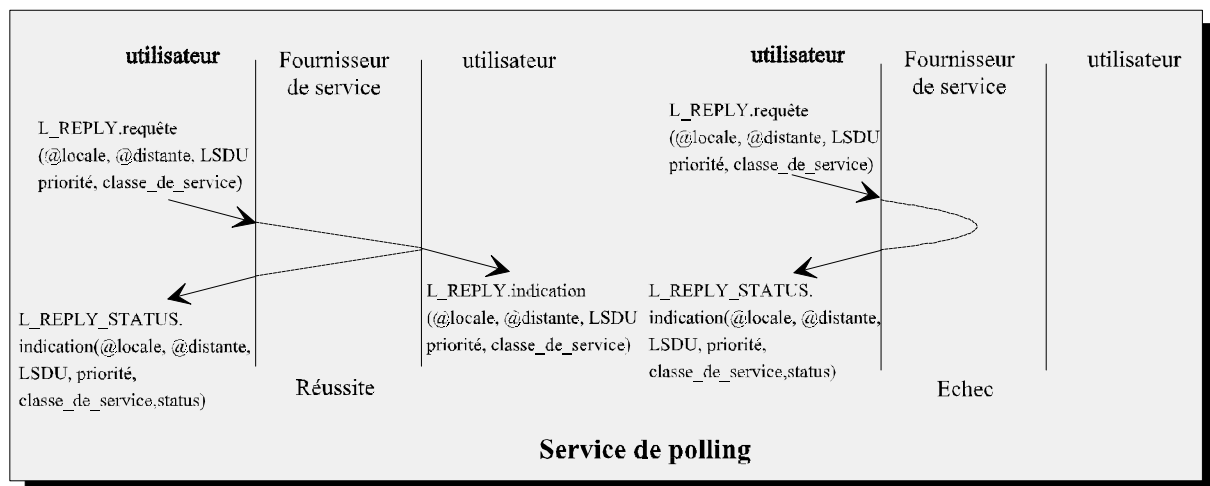 utilisateur
Fournisseur
de service
utilisateur
L_REPLY.requête
(@locale, @distante, LSDU
priorité, classe_de_service)
L_REPLY_STATUS.
indication(@locale, @distante,
LSDU, priorité,
classe_de_service,status)
L_REPLY.indication
(@locale, @distante, LSDU
priorité, classe_de_service)
Réussite
utilisateur
Fournisseur
de service
utilisateur
L_REPLY.requête
(@locale, @distante, LSDU
priorité, classe_de_service)
L_REPLY_STATUS.
indication(@locale, @distante,
LSDU, priorité,
classe_de_service,status)
Echec
Service de polling